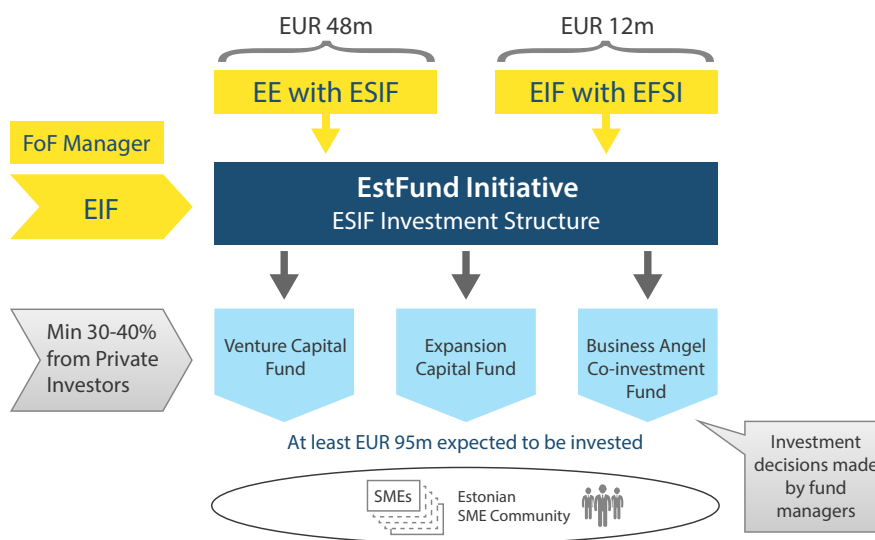 EUR 48m
EUR 12m
EE with ESIF
EIF with EFSI
FoF Manager
EIF
EstFund Initiative
ESIF Investment Structure
Min 30-40%
from Private
Investors
Venture Capital
Fund
Expansion
Capital Fund
Business Angel
Co-investment
Fund
At least EUR 95m expected to be invested
Investment
decisions made
by fund
managers
SMEs
Estonian
SME Community